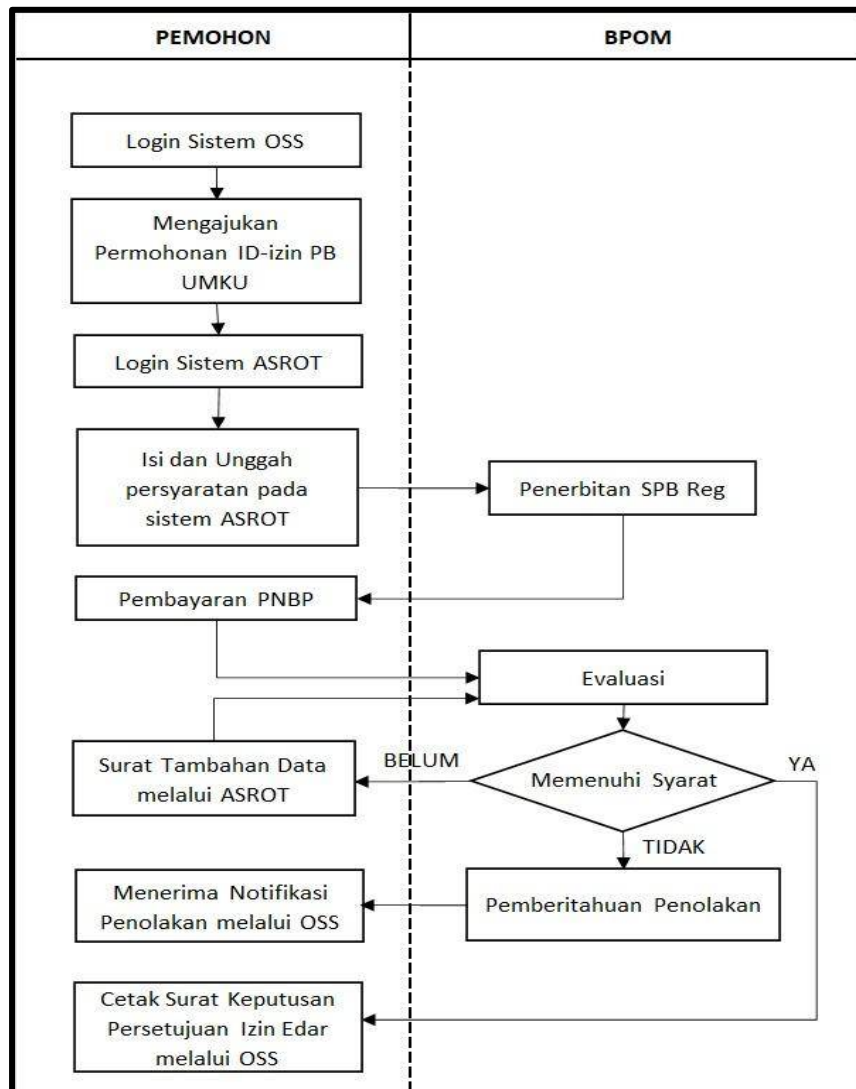 PEMOHON
BPOM
Login Sistem OSS
Mengajukan
Permohonan ID-izin PB
UMKU
Login Sistem ASROT
Isi dan Unggah
persyaratan pada
sistem ASROT
Penerbitan SPB Reg
Pembayaran PNBP
Evaluasi
Surat Tambahan Data
melalui ASROT
BELUM
Memenuhi Syarat
YA
TIDAK
Menerima Notifikasi
Penolakan melalui OSS
Pemberitahuan Penolakan
Cetak Surat Keputusan
Persetujuan Izin Edar
melalui OSS